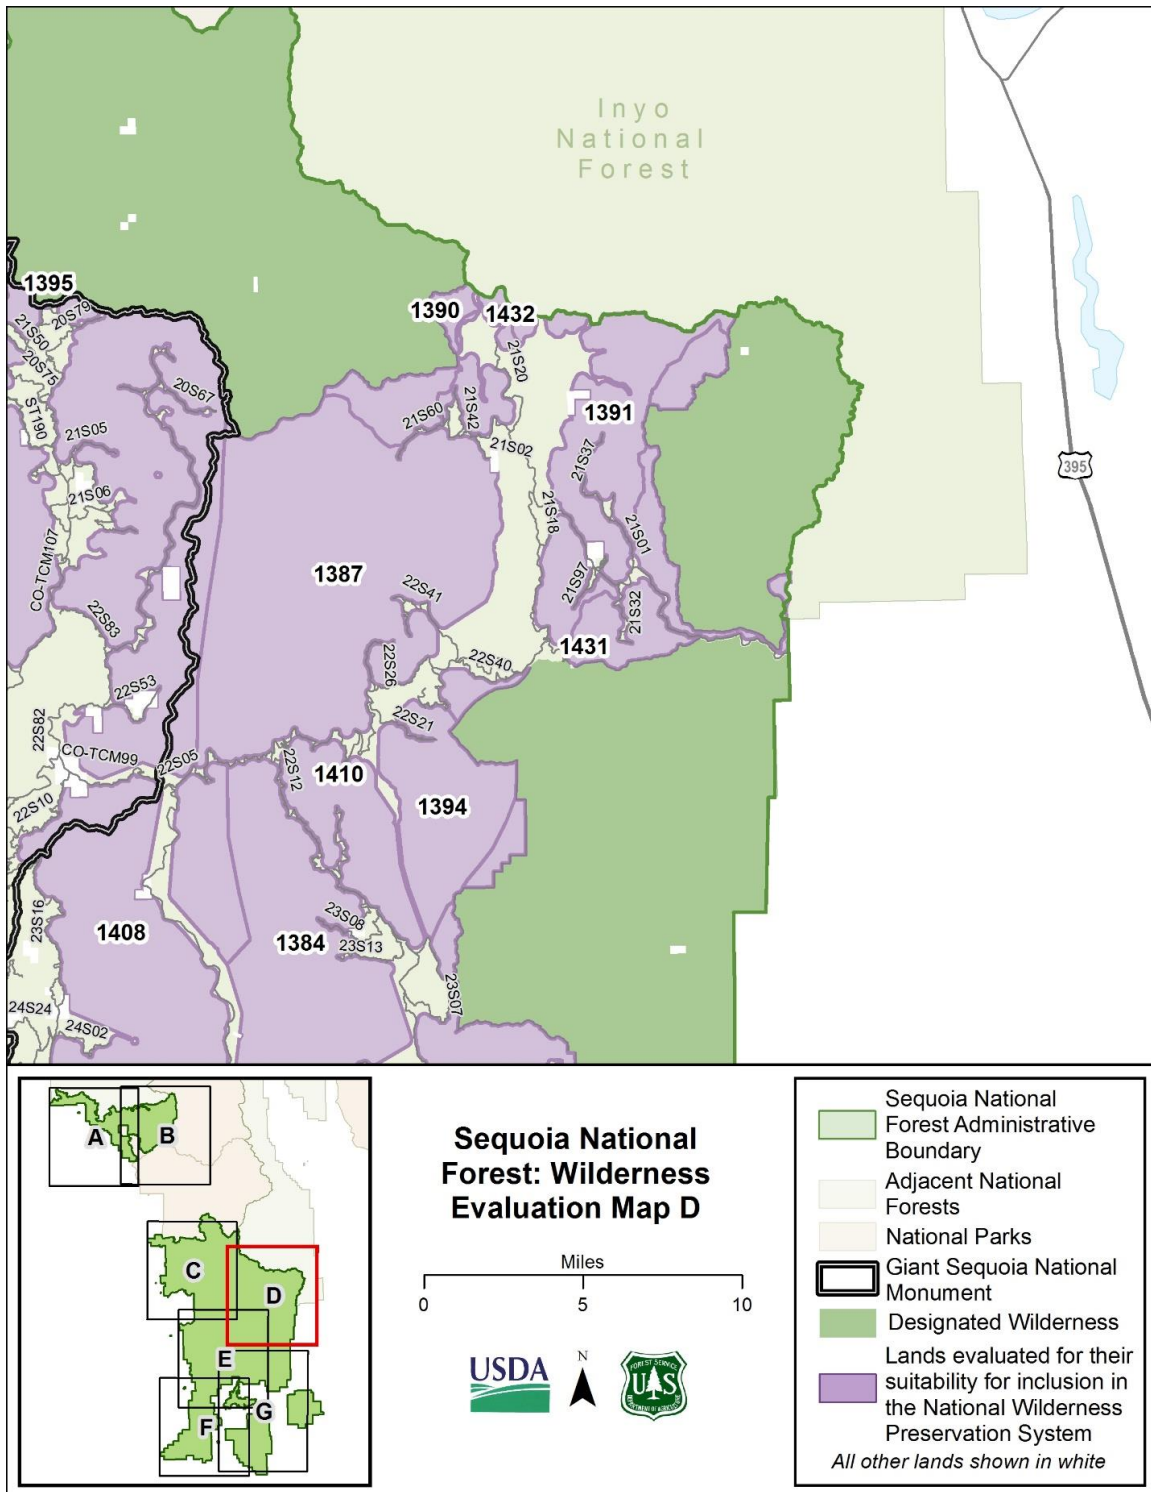 Inyo
National
Forest
1395
21S50
20S79
20S75
ST190
20S67
21S05
21S06
CO-TCM107
22S83
22S53
22S82
CO-TCM99
22S05
22S10
23S16
24S24
24S02
1390
1432
21S20
21S60
21S42
21S02
1391
21S37
21S18
21S01
21S97
21S32
1431
395
1387
22S41
22S26
22S40
22S21
22S12
1410
1394
1408
1384
23S08
23S13
23S07
A
B
C
D
E
F
G
Sequoia National
Forest: Wilderness
Evaluation Map D
Miles
0 5 10
USDA
N
FOREST SERVICE
U S
DEPARTMENT OF AGRICULTURE
Sequoia National
Forest Administrative
Boundary
Adjacent National
Forests
National Parks
Giant Sequoia National
Monument
Designated Wilderness
Lands evaluated for their
suitability for inclusion in
the National Wilderness
Preservation System
All other lands shown in white